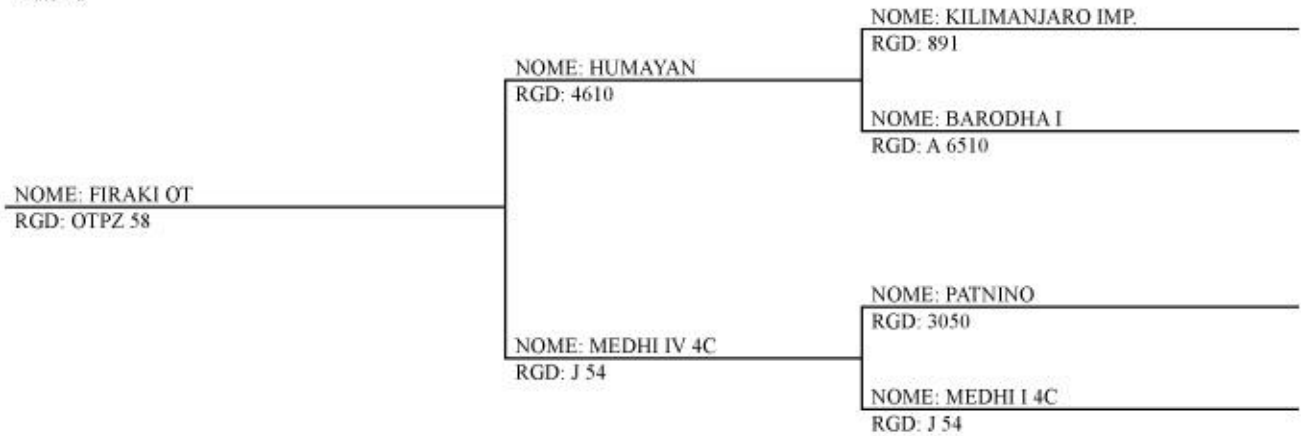 NOME: KILIMANJARO IMP.
RGD: 891
NOME: HUMAYAN
RGD: 4610
NOME: BARODHA I
RGD: A 6510
NOME: FIRAKI OT
RGD: OTPZ 58
NOME: PATNINO
RGD: 3050
NOME: MEDHI IV 4C
RGD: J 54
NOME: MEDHI I 4C
RGD: J 54